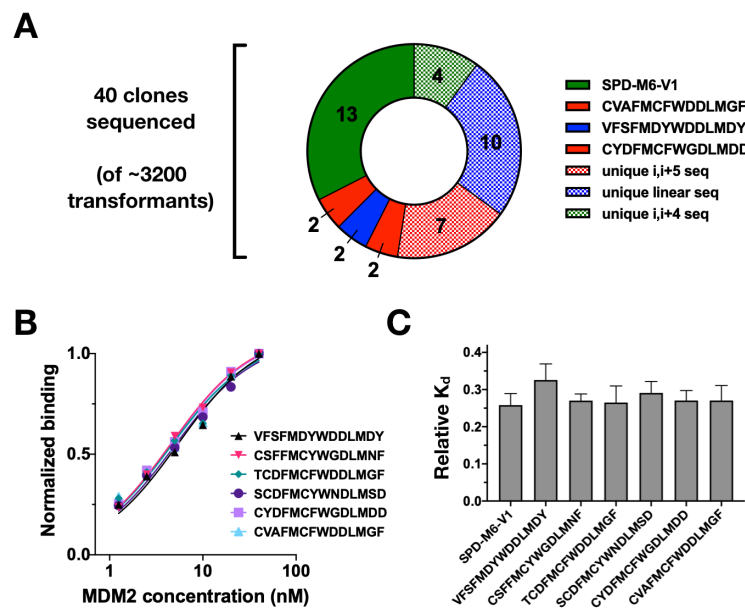 A
40 clones
sequenced
(of ~3200
transformants)
4
13
10
2
2
2
7
SPD-M6-V1
CVAFMCFWDDLMGF
VFSFMDYWDDLMDY
CYDFMCFWGDLMDD
unique i,i+5 seq
unique linear seq
unique i,i+4 seq
B
Normalized binding
1.0
0.5
0.0
1
10
100
MDM2 concentration (nM)
VFSFMDYWDDLMDY
CSFFMCYWGDLMNF
TCDFMCFWDDLMGF
SCDFMCYWNDLMSD
CYDFMCFWGDLMDD
CVAFMCFWDDLMGF
C
Relative Kd
0.4
0.3
0.2
0.1
0.0
SPD-M6-V1
VFSFMDYWDDLMDY
CSFFMCYWGDLMNF
TCDFMCFWDDLMGF
SCDFMCYWNDLMSD
CYDFMCFWGDLMDD
CVAFMCFWDDLMGF